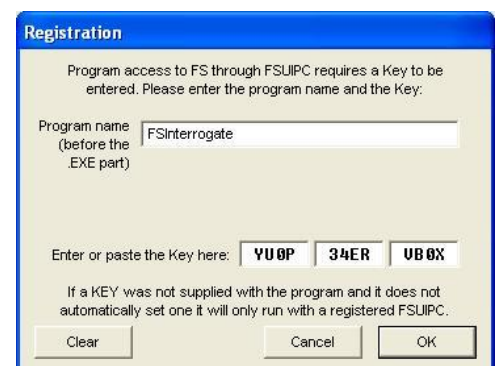 Registration
Program access to FS through FSUIPC requires a Key to be
entered. Please enter the program name and the Key:
Program name
(before the
.EXE part)
FSInterrogate
Enter or paste the Key here: YU0P 34ER VB0X
If a KEY was not supplied with the program and it does not
automatically set one it will only run with a registered FSUIPC.
Clear Cancel OK